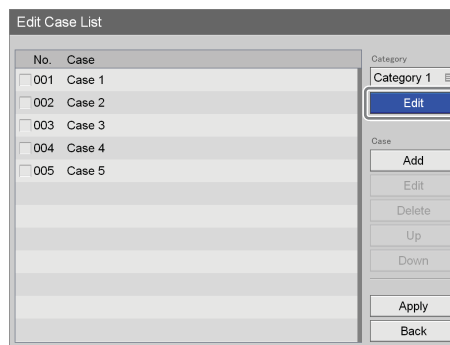 Edit Case List
No. Case
001 Case 1
002 Case 2
003 Case 3
004 Case 4
005 Case 5
Category
Category 1
Edit
Case
Add
Edit
Delete
Up
Down
Apply
Back